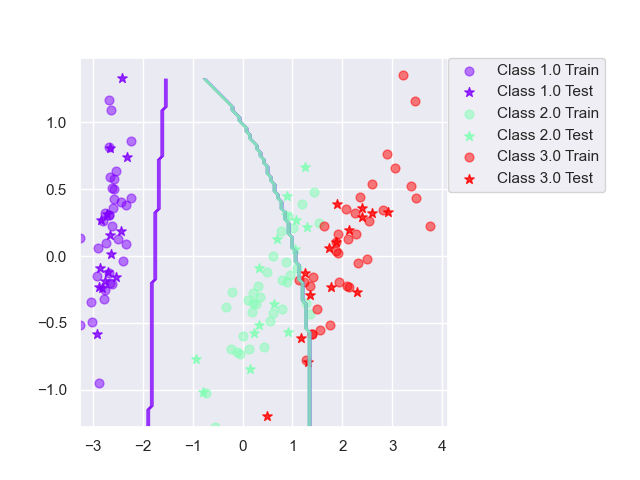 Class 1.0 Train
Class 1.0 Test
Class 2.0 Train
Class 2.0 Test
Class 3.0 Train
Class 3.0 Test
1.0
0.5
0.0
−0.5
−1.0
−3 −2 −1 0 1 2 3 4